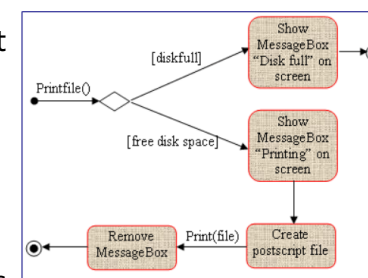 Show
MessageBox
“Disk full” on
screen
[diskfull]
Printfile()
[free disk space]
Show
MessageBox
“Printing” on
screen
Create
postscript file
Print(file)
Remove
MessageBox